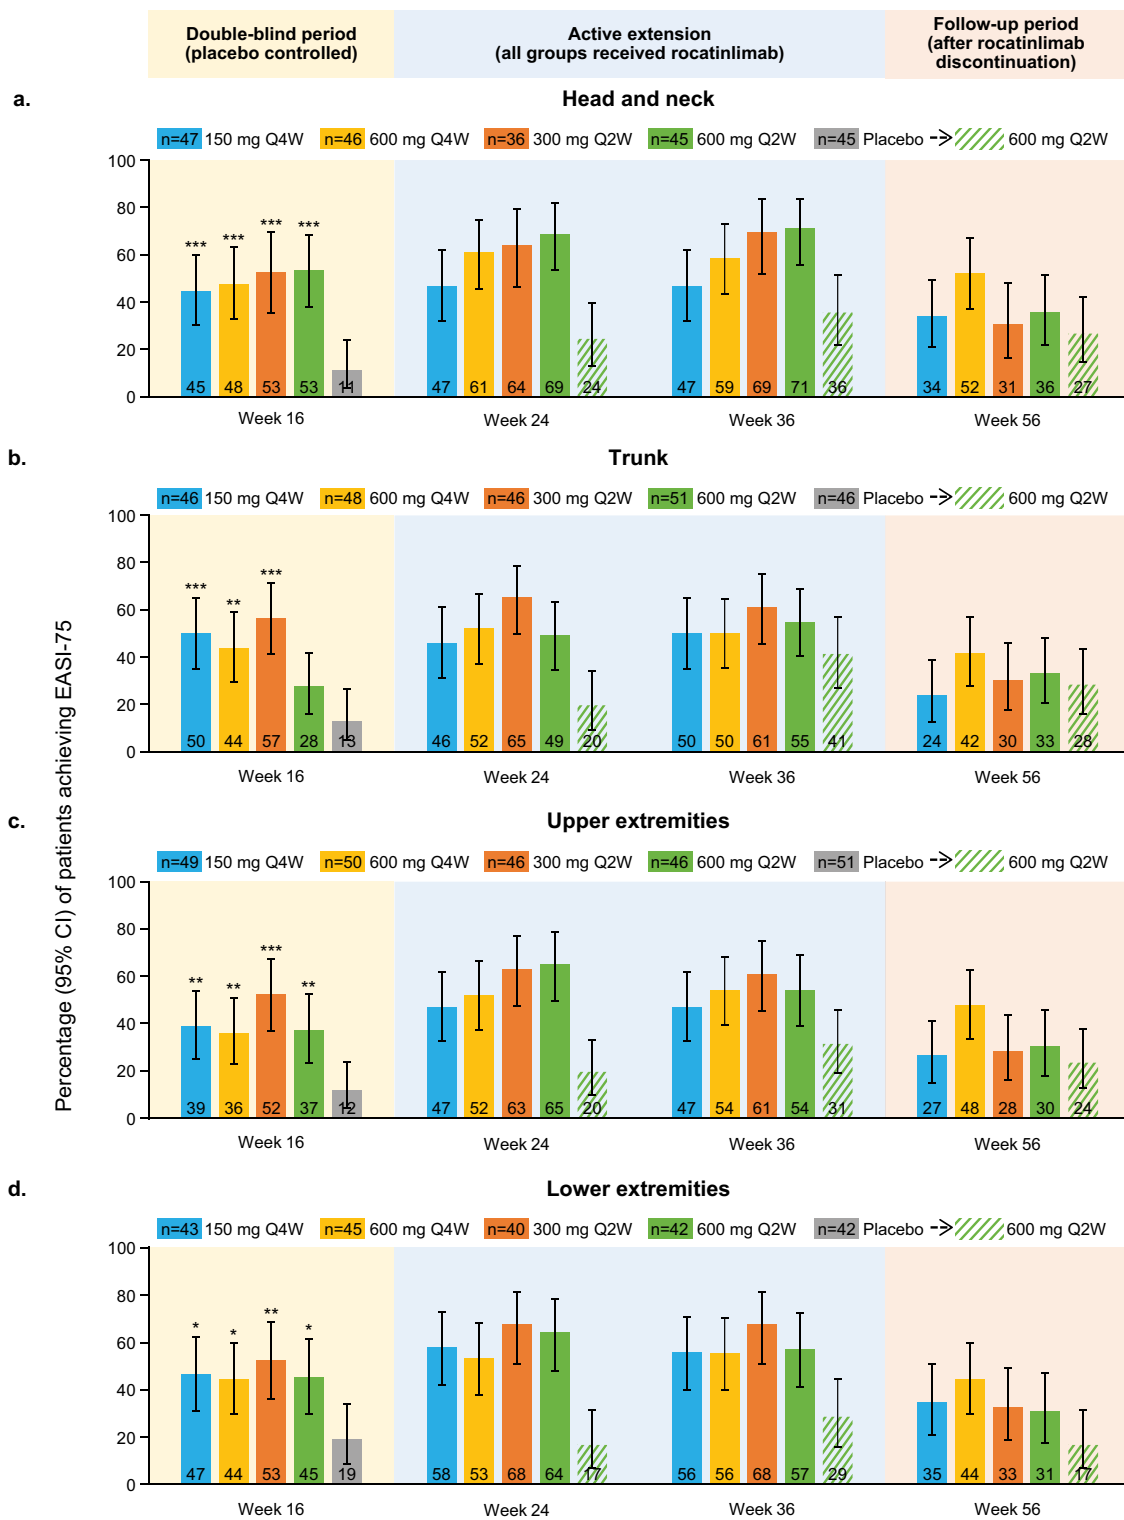 Double-blind period
(placebo controlled)
Active extension
(all groups received rocatinlimab)
Follow-up period
(after rocatinlimab
discontinuation)
Percentage (95% CI) of patients achieving EASI-75
a.
Head and neck
n=47 150 mg Q4W n=46 600 mg Q4W n=36 300 mg Q2W n=45 600 mg Q2W n=45 Placebo 600 mg Q2W
100
80
60
40
20
0
*** *** *** ***
45 48 53 53 11
47 61 64 69 24
47 59 69 71 36
34 52 31 36 27
Week 16 Week 24 Week 36 Week 56
b.
Trunk
n=46 150 mg Q4W n=48 600 mg Q4W n=46 300 mg Q2W n=51 600 mg Q2W n=46 Placebo 600 mg Q2W
100
80
60
40
20
0
*** ** ***
50 44 57 28 13
46 52 65 49 20
50 50 61 55 41
24 42 30 33 28
Week 16 Week 24 Week 36 Week 56
c.
Upper extremities
n=49 150 mg Q4W n=50 600 mg Q4W n=46 300 mg Q2W n=46 600 mg Q2W n=51 Placebo 600 mg Q2W
100
80
60
40
20
0
** ** *** **
39 36 52 37 12
47 52 63 65 20
47 54 61 54 31
27 48 28 30 24
Week 16 Week 24 Week 36 Week 56
d.
Lower extremities
n=43 150 mg Q4W n=45 600 mg Q4W n=40 300 mg Q2W n=42 600 mg Q2W n=42 Placebo 600 mg Q2W
100
80
60
40
20
0
* * ** *
47 44 53 45 19
58 53 68 64 17
56 56 68 57 29
35 44 33 31 17
Week 16 Week 24 Week 36 Week 56